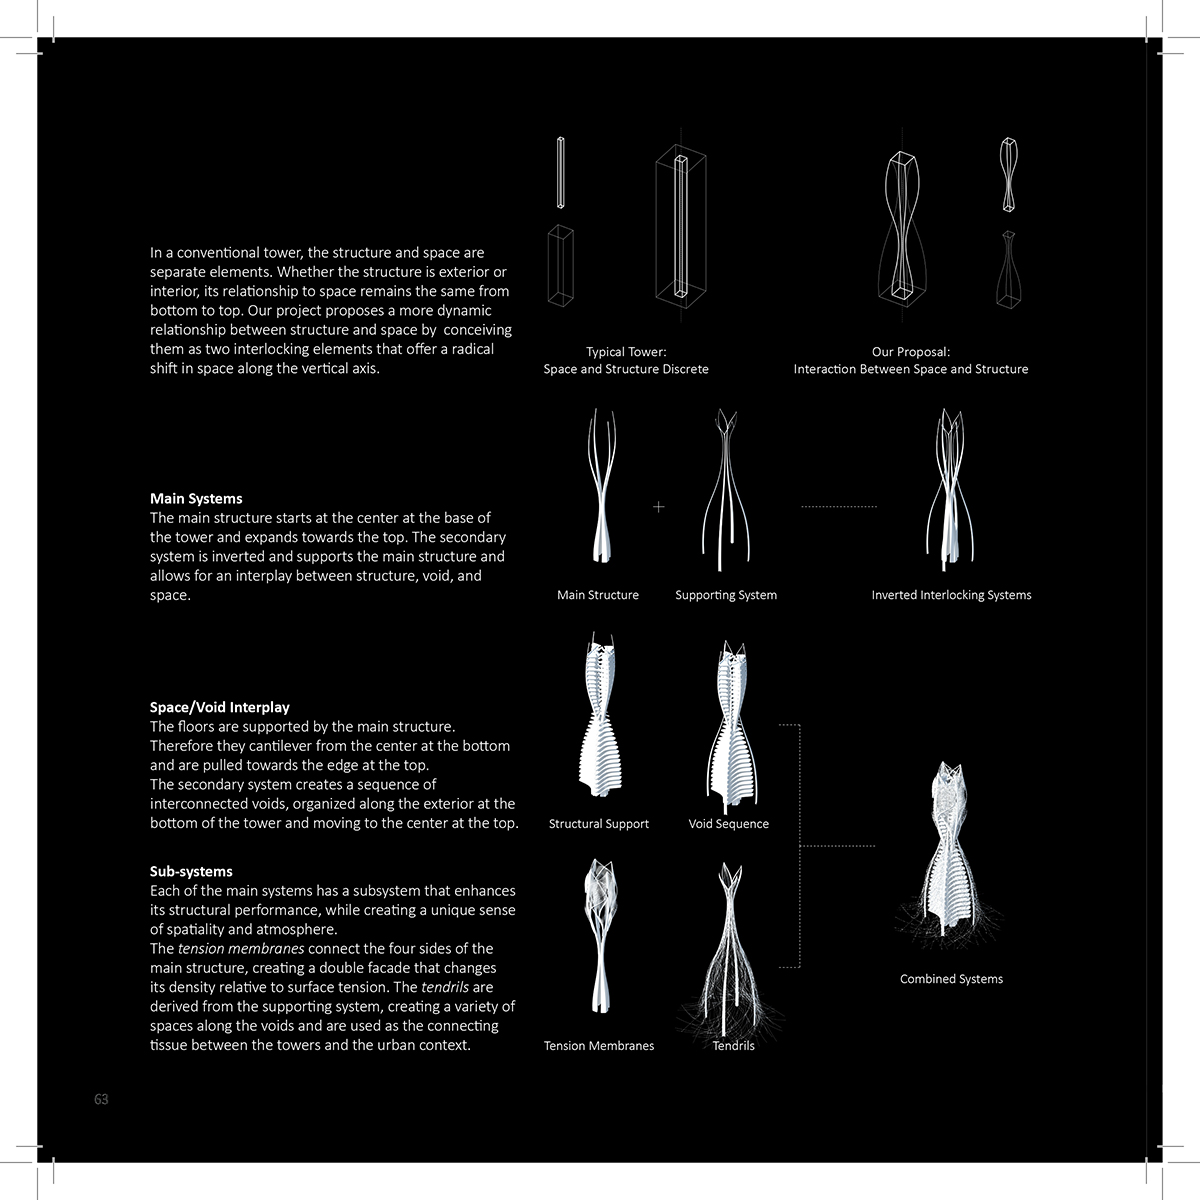 In a conventional tower, the structure and space are
separate elements. Whether the structure is exterior or
interior, its relationship to space remains the same from
bottom to top. Our project proposes a more dynamic
relationship between structure and space by  conceiving
them as two interlocking elements that offer a radical
shift in space along the vertical axis.
Typical Tower:
Space and Structure Discrete
Our Proposal:
Interaction Between Space and Structure
Main Systems
The main structure starts at the center at the base of
the tower and expands towards the top. The secondary
system is inverted and supports the main structure and
allows for an interplay between structure, void, and
space.
+
Main Structure
Supporting System
Inverted Interlocking Systems
Space/Void Interplay
The floors are supported by the main structure.
Therefore they cantilever from the center at the bottom
and are pulled towards the edge at the top.
The secondary system creates a sequence of
interconnected voids, organized along the exterior at the
bottom of the tower and moving to the center at the top.
Structural Support
Void Sequence
Sub-systems
Each of the main systems has a subsystem that enhances
its structural performance, while creating a unique sense
of spatiality and atmosphere.
The tension membranes connect the four sides of the
main structure, creating a double facade that changes
its density relative to surface tension. The tendrils are
derived from the supporting system, creating a variety of
spaces along the voids and are used as the connecting
tissue between the towers and the urban context.
Tension Membranes
Tendrils
Combined Systems
63